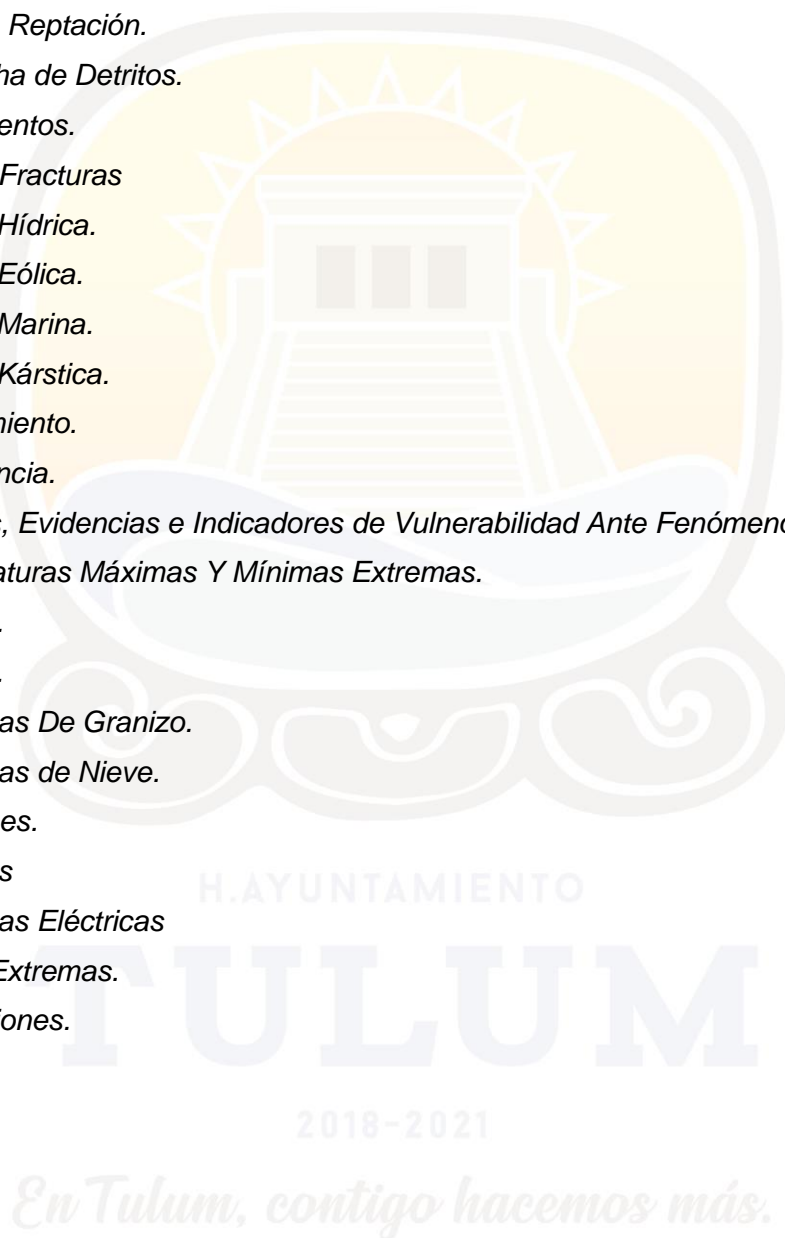 Reptación.
ha de Detritos.
entos.
Fracturas
Hídrica.
Eólica.
Marina.
Kárstica.
niento.
ncia.
s, Evidencias e Indicadores de Vulnerabilidad Ante Fenómeno
aturas Máximas Y Mínimas Extremas.
.
.
as De Granizo.
as de Nieve.
es.
s
as Eléctricas
Extremas.
iones.
H.AYUNTAMIENTO
TULUM
2018-2021
En Tulum, contigo hacemos más.